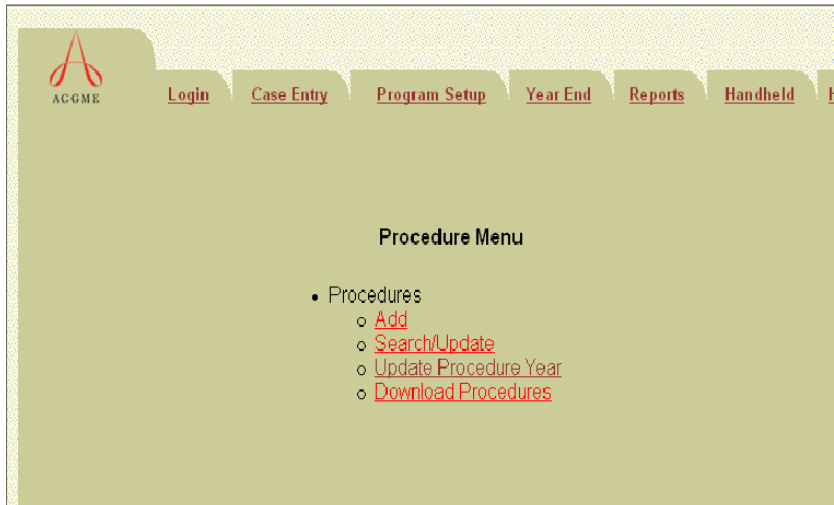 ACGME
Login Case Entry Program Setup Year End Reports Handheld H
Procedure Menu
• Procedures
o Add
o Search/Update
o Update Procedure Year
o Download Procedures